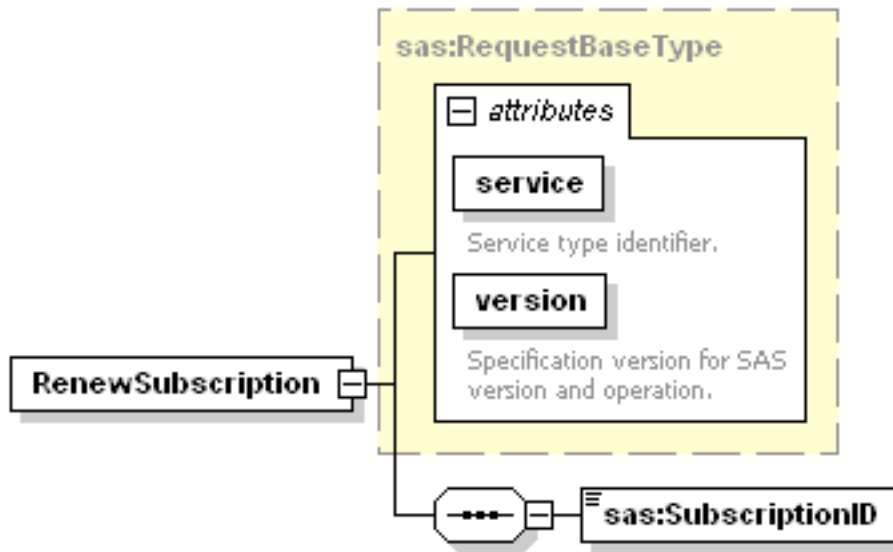 sas:RequestBaseType
attributes
service
Service type identifier.
version
Specification version for SAS
version and operation.
RenewSubscription
sas:SubscriptionID